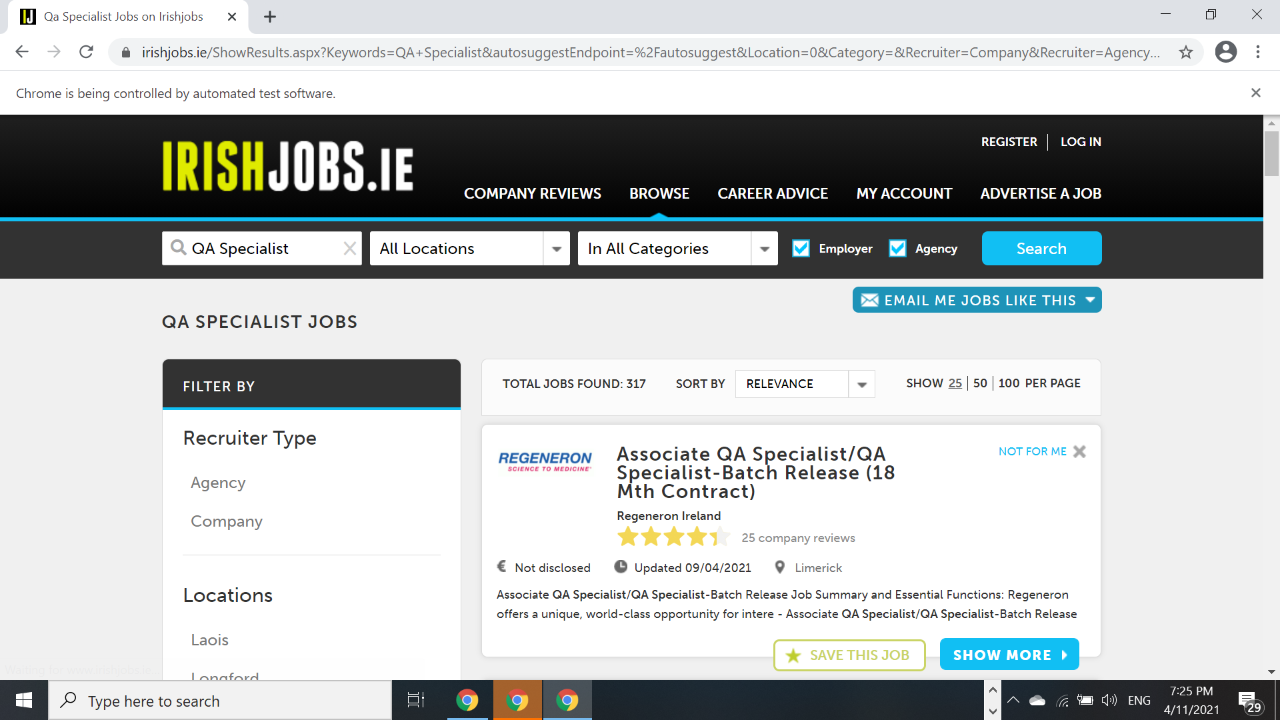 Qa Specialist Jobs on Irishjobs
irishjobs.ie/ShowResults.aspx?Keywords=QA+Specialist&autosuggestEndpoint=%2Fautosuggest&Location=0&Category=&Recruiter=Company&Recruiter=Agency...
Chrome is being controlled by automated test software.
REGISTER LOG IN
IRISHJOBS.IE
COMPANY REVIEWS BROWSE CAREER ADVICE MY ACCOUNT ADVERTISE A JOB
QA Specialist All Locations In All Categories Employer Agency Search
EMAIL ME JOBS LIKE THIS
QA SPECIALIST JOBS
FILTER BY
TOTAL JOBS FOUND: 317 SORT BY RELEVANCE SHOW 25 50 100 PER PAGE
Recruiter Type
Agency
Company
Locations
Laois
Longford
REGENERON
SCIENCE TO MEDICINE
Associate QA Specialist/QA
Specialist-Batch Release (18
Mth Contract)
NOT FOR ME
Regeneron Ireland
25 company reviews
€ Not disclosed Updated 09/04/2021 Limerick
Associate QA Specialist/QA Specialist-Batch Release Job Summary and Essential Functions: Regeneron
offers a unique, world-class opportunity for intere - Associate QA Specialist/QA Specialist-Batch Release
SAVE THIS JOB SHOW MORE
Type here to search
ENG
7:25 PM
4/11/2021
29